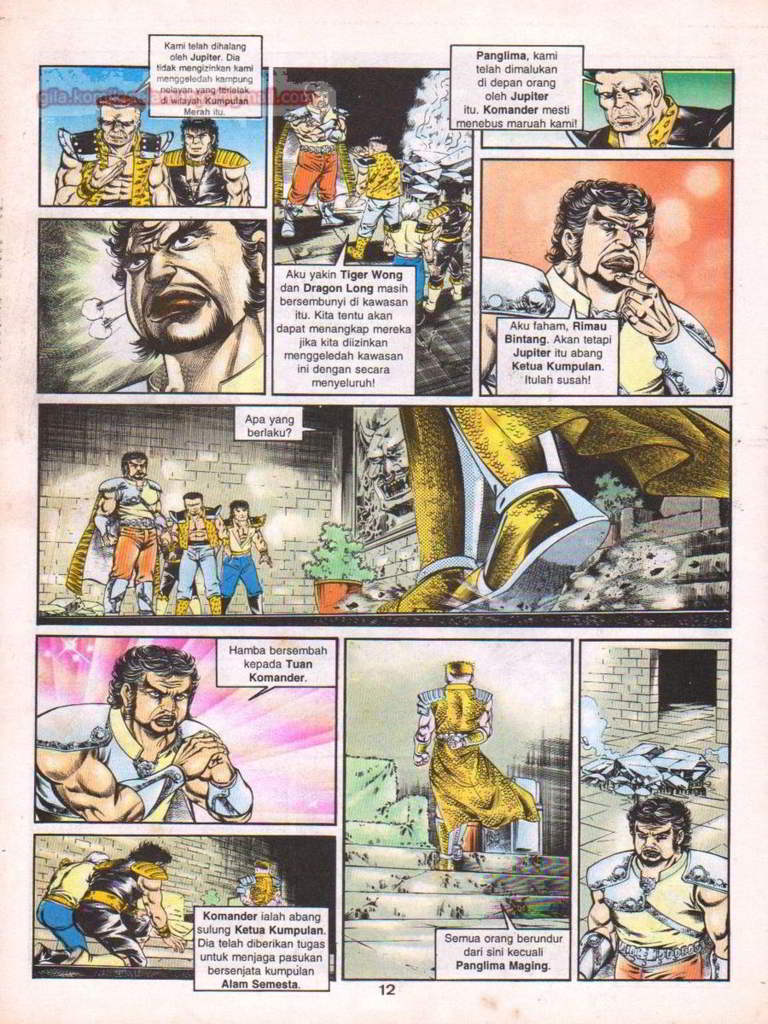 Kami telah dihalang
oleh Jupiter. Dia
tidak mengizinkan kami
menggeledah kampung
nelayan yang terletak
di wilayah Kumpulan
Merah itu.
Panglima, kami
telah dimalukan
di depan orang
oleh Jupiter
itu. Komander mesti
menebus maruah kami!
Aku yakin Tiger Wong
dan Dragon Long masih
bersembunyi di kawasan
itu. Kita tentu akan
dapat menangkap mereka
jika kita diizinkan
menggeledah kawasan
ini dengan secara
menyeluruh!
Aku faham, Rimau
Bintang. Akan tetapi
Jupiter itu abang
Ketua Kumpulan.
Itulah susah!
Apa yang
berlaku?
Hamba bersembah
kepada Tuan
Komander.
Komander ialah abang
sulung Ketua Kumpulan.
Dia telah diberikan tugas
untuk menjaga pasukan
bersenjata kumpulan
Alam Semesta.
Semua orang berundur
dari sini kecuali
Panglima Maging.
12